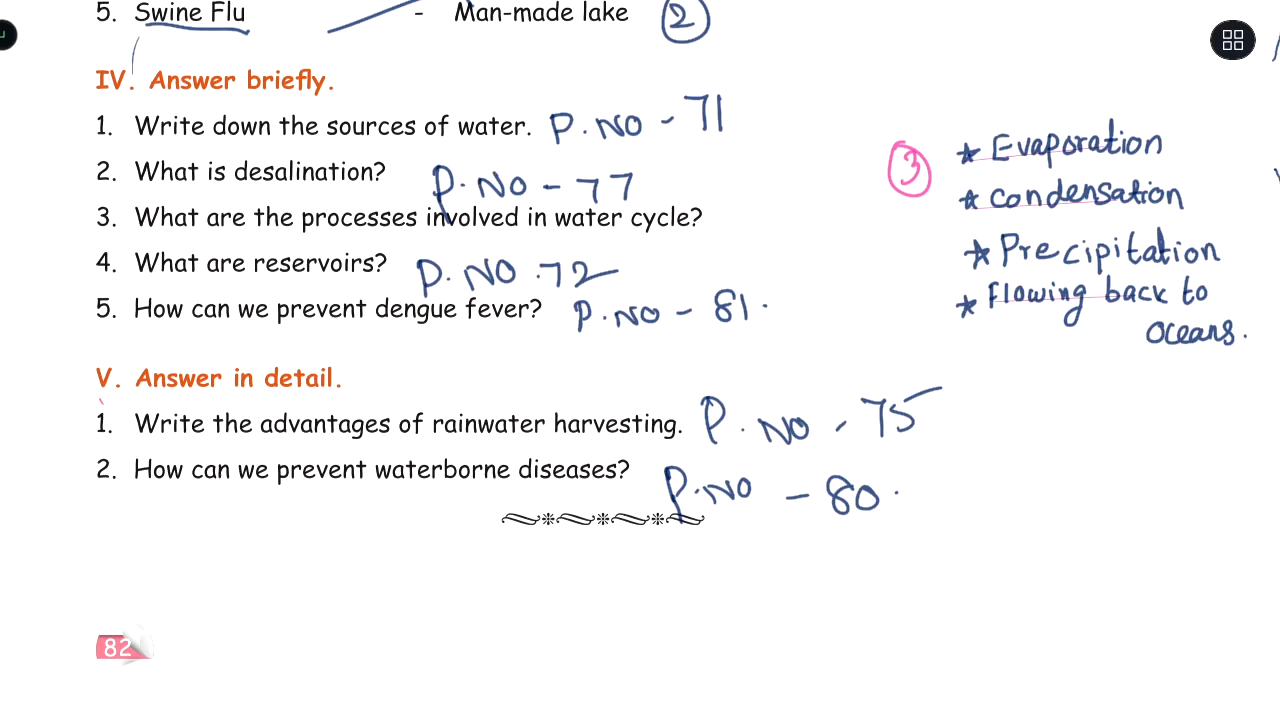 5. Swine Flu - Man-made lake 2
IV. Answer briefly.
1. Write down the sources of water. P.NO - 71
2. What is desalination? P.NO - 77
3. What are the processes involved in water cycle?
4. What are reservoirs? P.NO.72
5. How can we prevent dengue fever? P.NO - 81.
3 * Evaporation
* Condensation
* Precipitation
* Flowing back to
Oceans.
V. Answer in detail.
1. Write the advantages of rainwater harvesting. P.NO - 75
2. How can we prevent waterborne diseases? P.NO - 80.
82